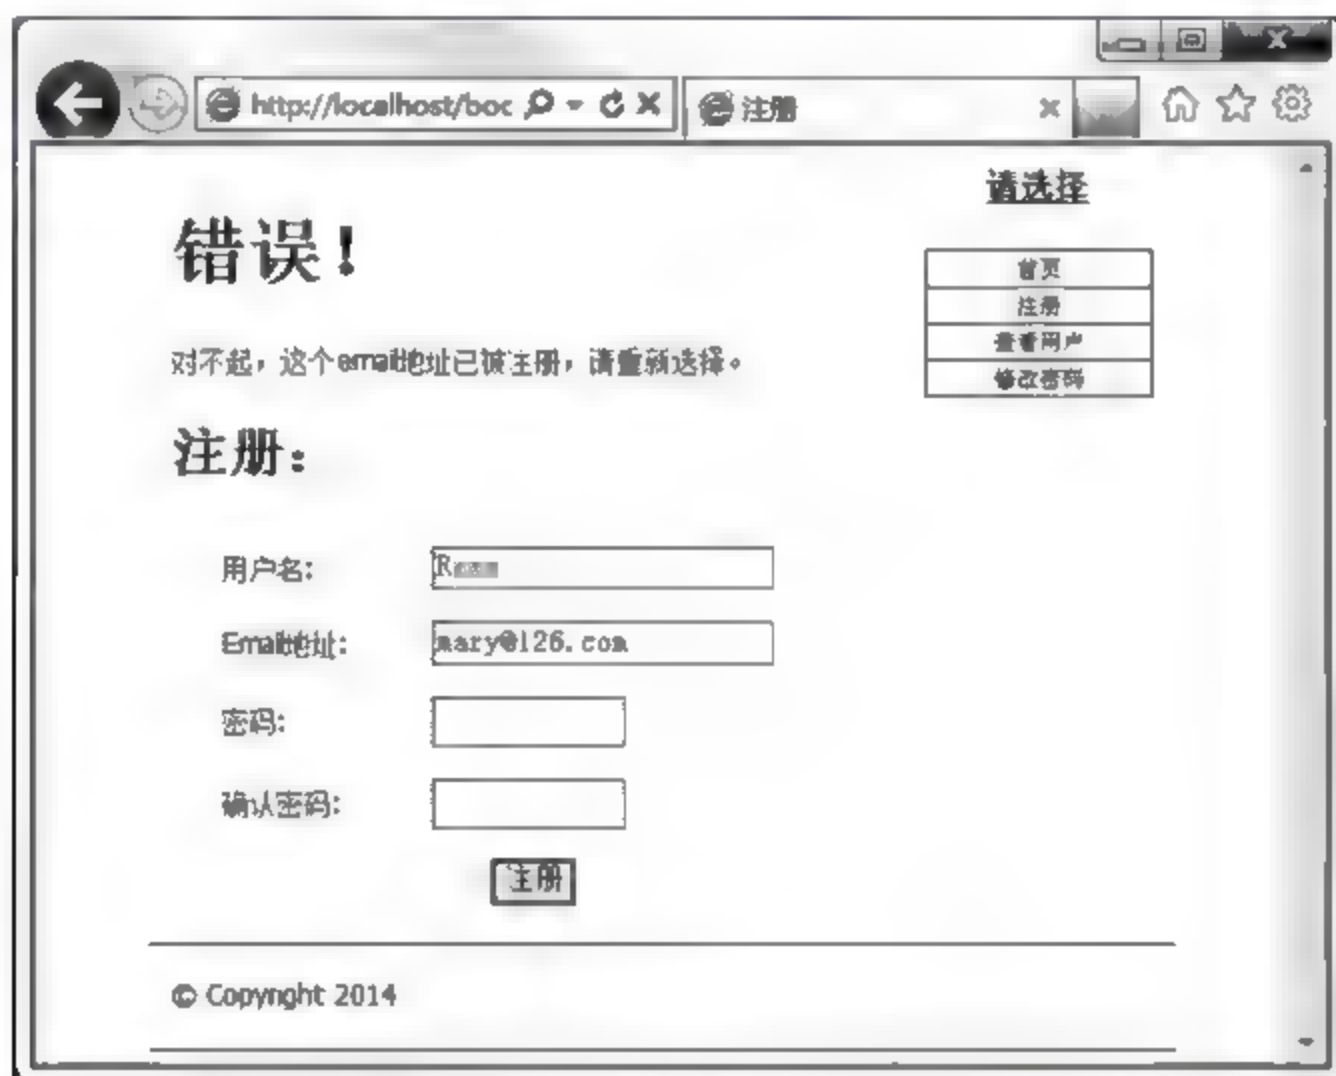 http://localhost/boc
注册
请选择
首页
注册
查看用户
修改密码
错误！
对不起，这个email地址已被注册，请重新选择。
注册：
用户名:
Email地址:
mary@126.com
密码:
确认密码:
注册
© Copyright 2014